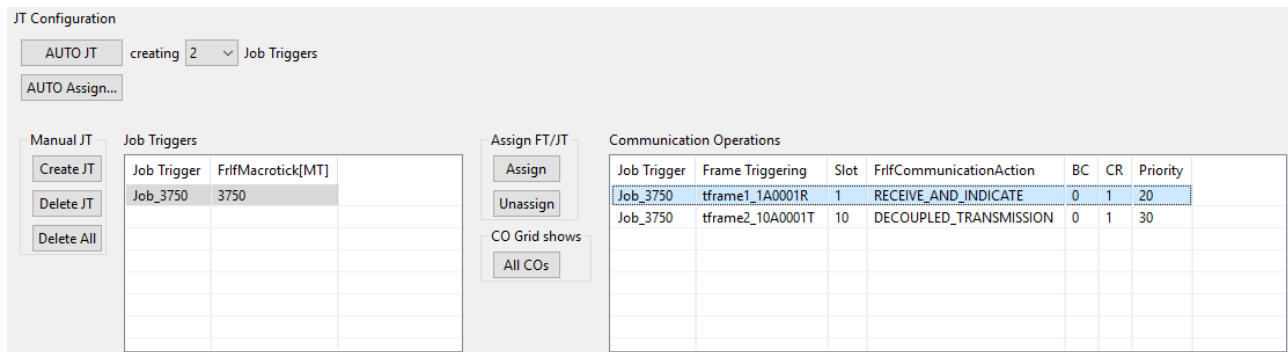 JT Configuration
AUTO JT creating 2 Job Triggers
AUTO Assign...
Manual JT
Create JT
Delete JT
Delete All
Job Triggers
Job Trigger FrIfMacrotick[MT]
Job_3750 3750
Assign FT/JT
Assign
Unassign
CO Grid shows
All COs
Communication Operations
Job Trigger Frame Triggering Slot FrIfCommunicationAction BC CR Priority
Job_3750 tframe1_1A0001R 1 RECEIVE_AND_INDICATE 0 1 20
Job_3750 tframe2_10A0001T 10 DECOUPLED_TRANSMISSION 0 1 30